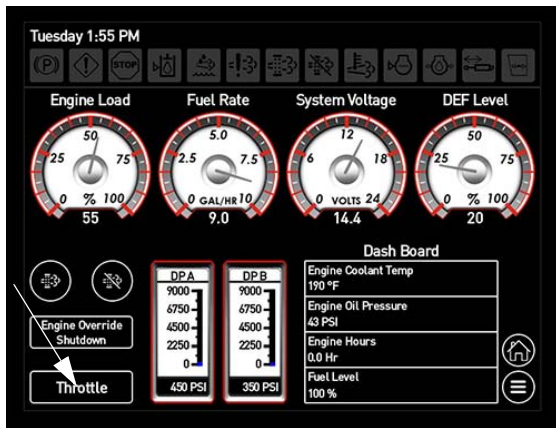 Tuesday 1:55 PM
(P) STOP
Engine Load Fuel Rate System Voltage DEF Level
50 5.0 12 50
25 75 2.5 7.5 6 18 25 75
0 % 100 0 GAL/HR 10 0 VOLTS 24 0 % 100
55 9.0 14.4 20
Dash Board
DP A DP B
9000 9000
6750 6750
4500 4500
2250 2250
0 0
450 PSI 350 PSI
Engine Coolant Temp
190 °F
Engine Oil Pressure
43 PSI
Engine Hours
0.0 Hr
Fuel Level
100 %
Engine Override
Shutdown
Throttle